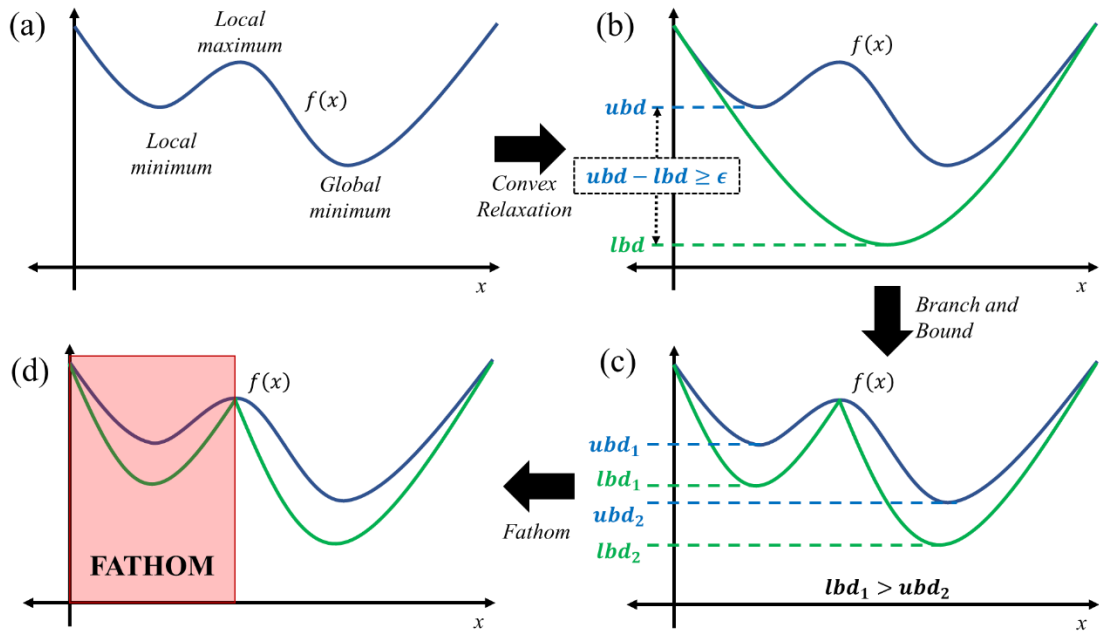 (a)
Local
maximum
f(x)
Local
minimum
Global
minimum
x
Convex
Relaxation
(b)
f(x)
ubd
ubd − lbd ≥ ϵ
lbd
x
Branch and
Bound
(c)
f(x)
ubd₁
lbd₁
ubd₂
lbd₂
lbd₁ > ubd₂
x
Fathom
(d)
f(x)
FATHOM
x